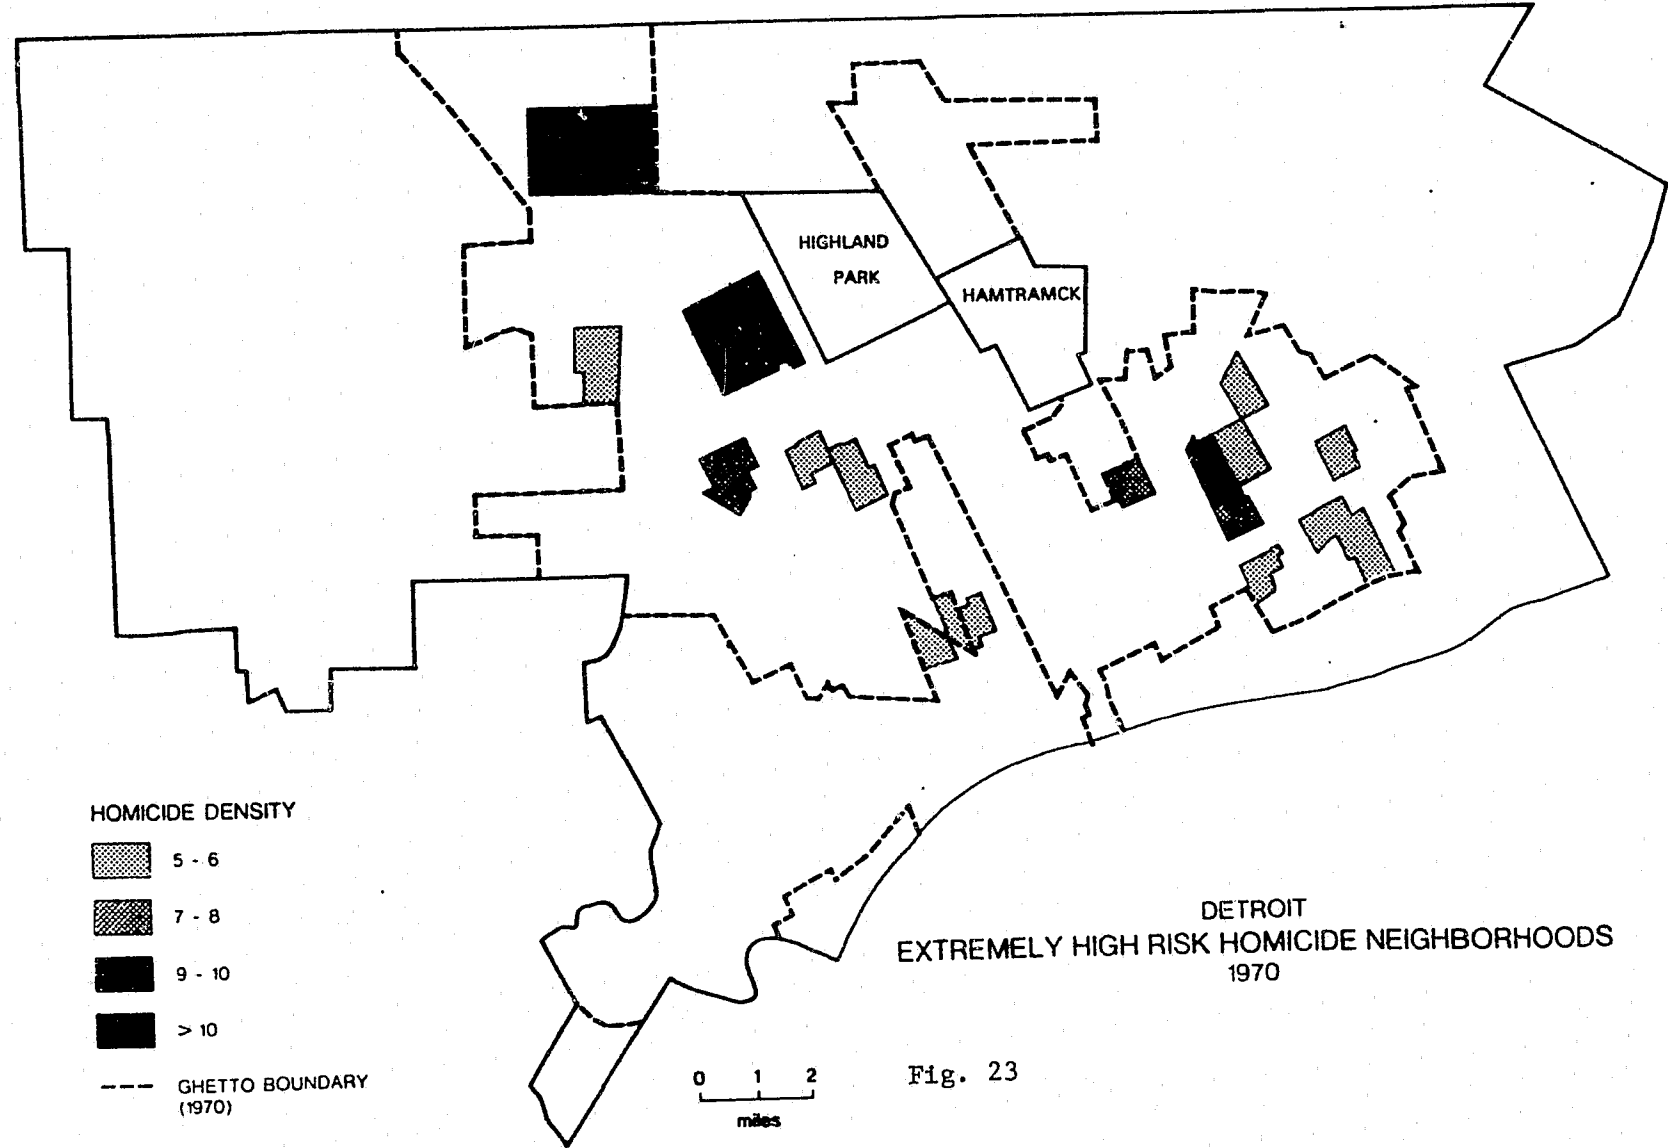 HIGHLAND
PARK
HAMTRAMCK
HOMICIDE DENSITY
5 - 6
7 - 8
9 - 10
> 10
GHETTO BOUNDARY
(1970)
DETROIT
EXTREMELY HIGH RISK HOMICIDE NEIGHBORHOODS
1970
0 1 2
miles
Fig. 23